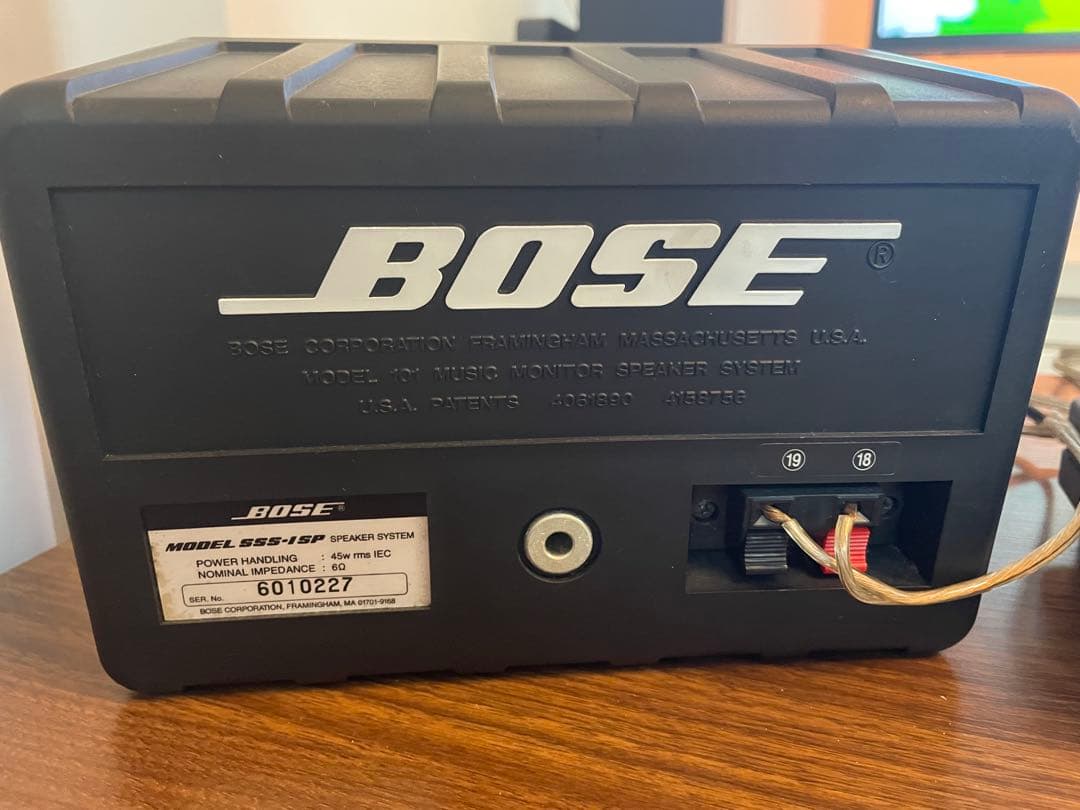 BOSE ®
BOSE CORPORATION FRAMINGHAM MASSACHUSETTS U.S.A.
MODEL 101 MUSIC MONITOR SPEAKER SYSTEM
U.S.A. PATENTS 4061890 4158756
19 18
BOSE ®
MODEL SSS-1SP SPEAKER SYSTEM
POWER HANDLING : 45w rms IEC
NOMINAL IMPEDANCE : 6Ω
SER. No. 6010227
BOSE CORPORATION, FRAMINGHAM, MA 01701-9168